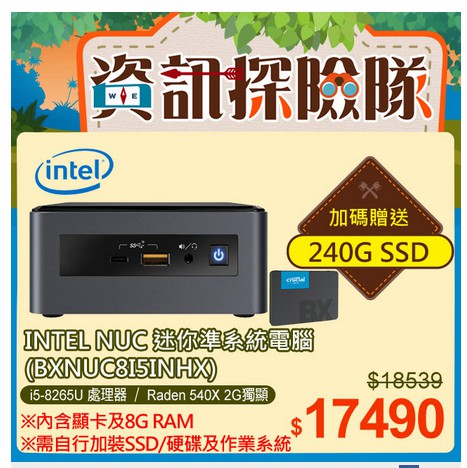 資訊探險隊
W E
intel
加碼贈送
240G SSD
SS
crucial
BX
INTEL NUC 迷你準系統電腦
(BXNUC8I5INHX)
i5-8265U 處理器 / Raden 540X 2G獨顯
$18539
※內含顯卡及8G RAM
※需自行加裝SSD/硬碟及作業系統
$17490